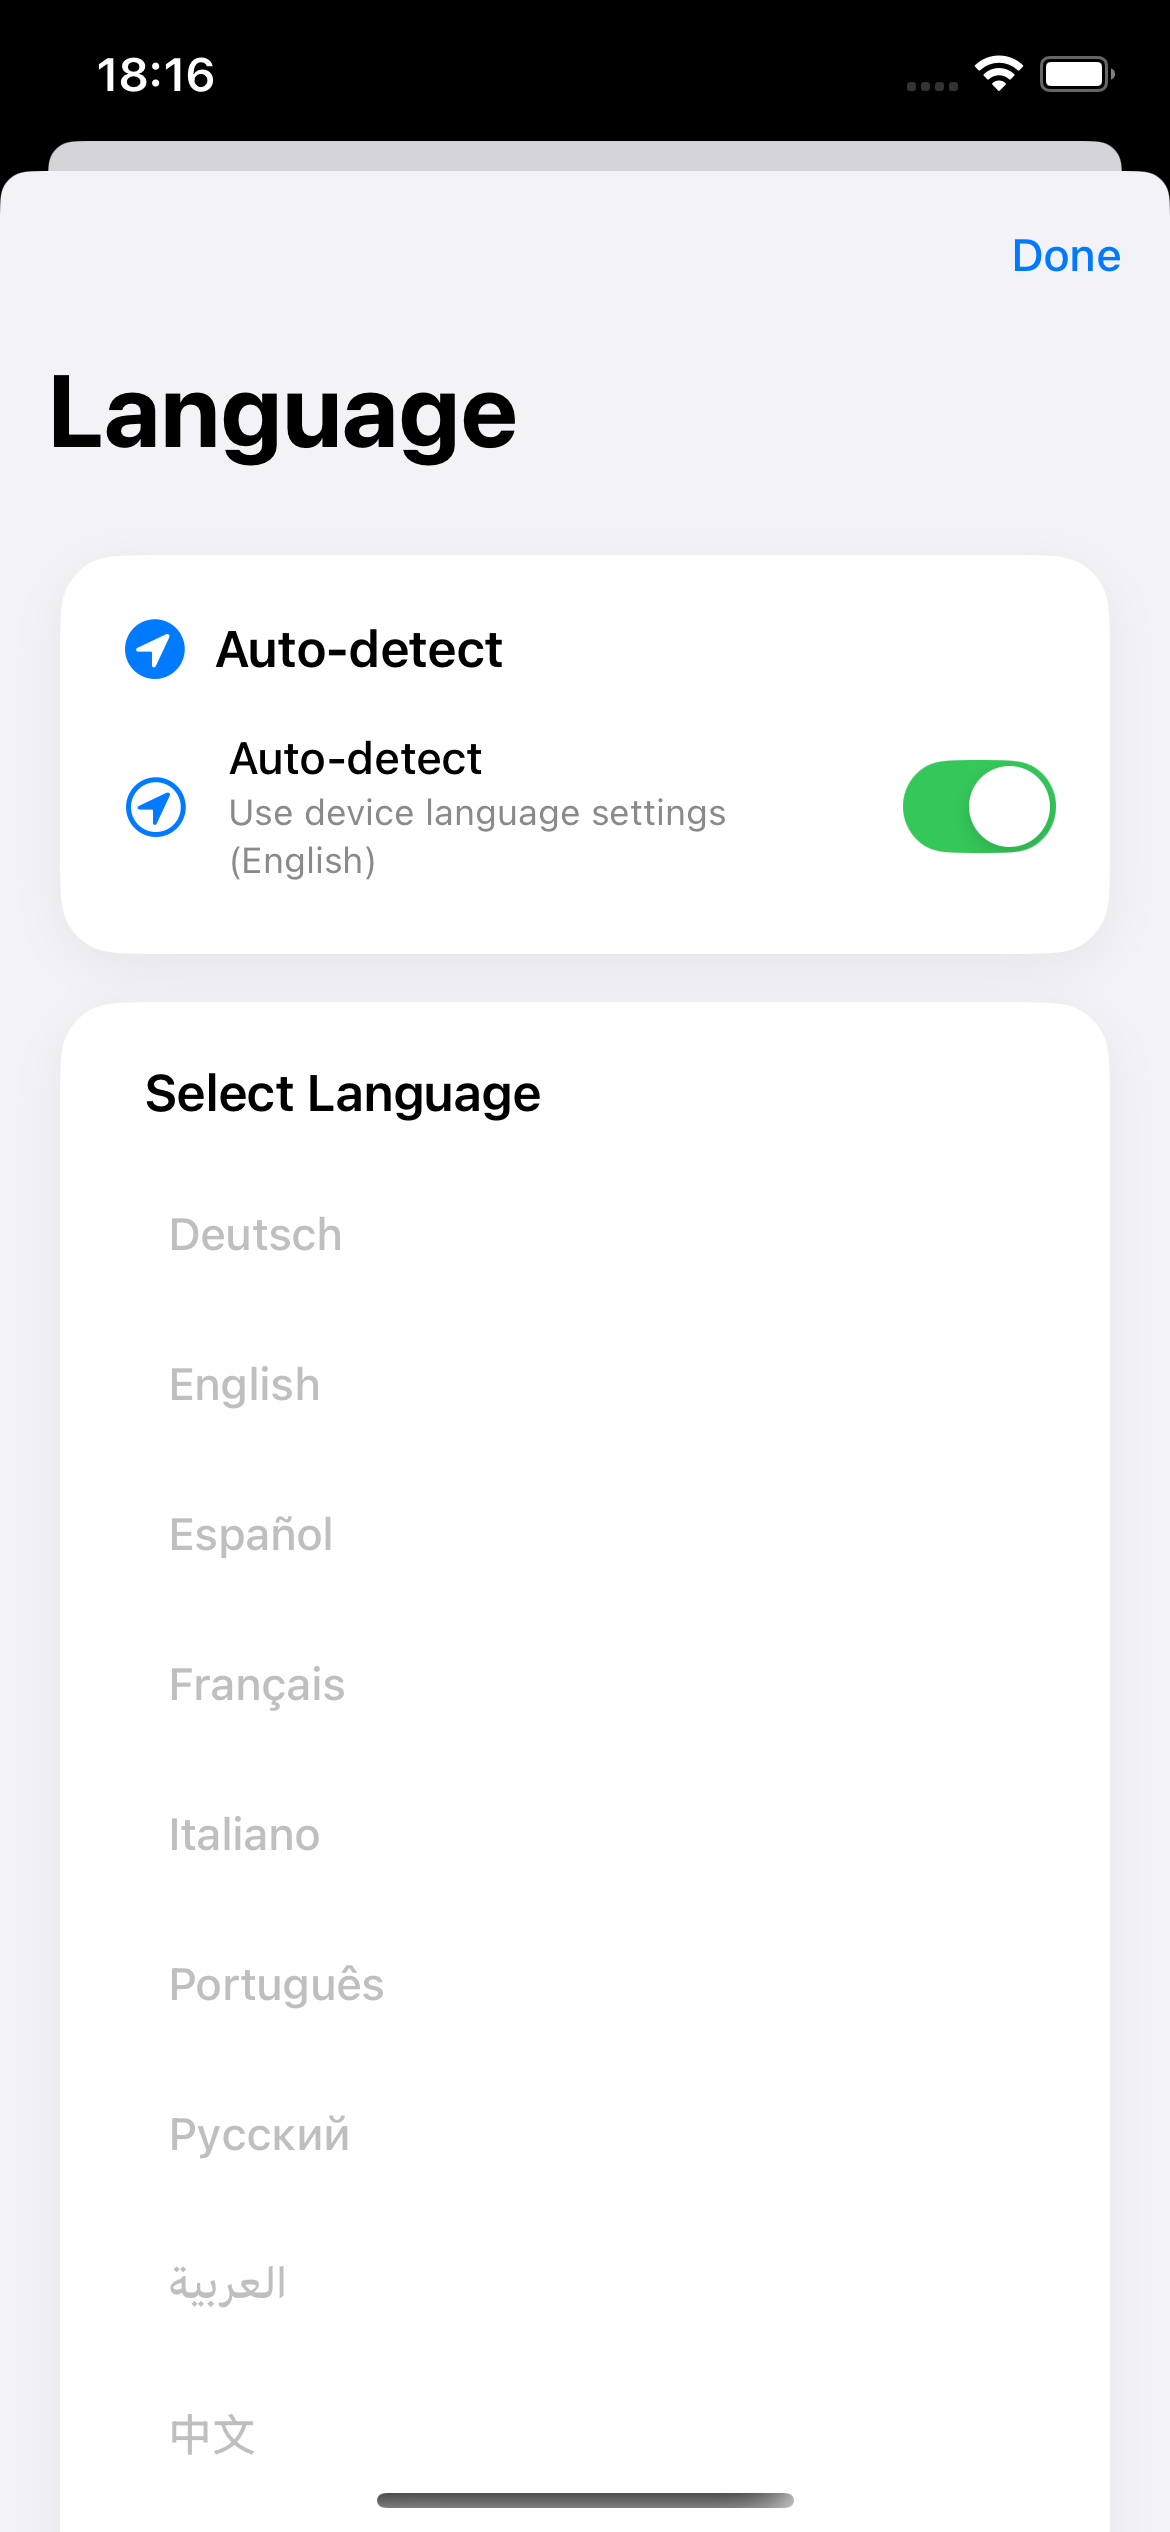 18:16
Done
Language
Auto-detect
Auto-detect
Use device language settings
(English)
Select Language
Deutsch
English
Español
Français
Italiano
Português
Русский
العربية
中文